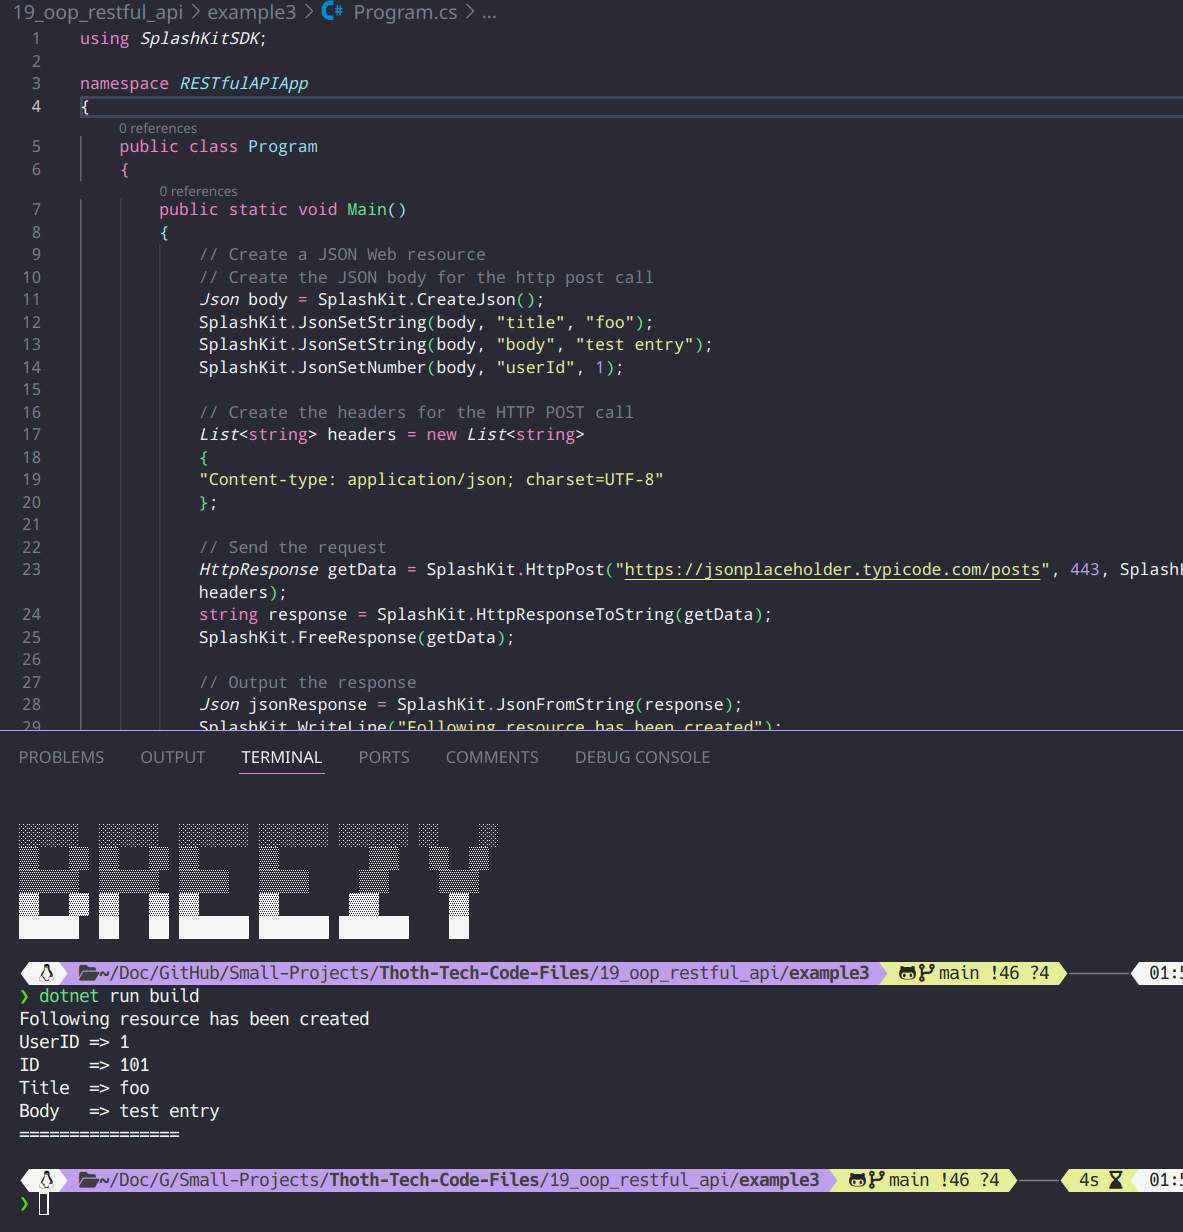 19_oop_restful_api > example3 > C# Program.cs > ...
1 using SplashKitSDK;
2
3 namespace RESTfulAPIApp
4 {
0 references
5 public class Program
6 {
0 references
7 public static void Main()
8 {
9 // Create a JSON Web resource
10 // Create the JSON body for the http post call
11 Json body = SplashKit.CreateJson();
12 SplashKit.JsonSetString(body, "title", "foo");
13 SplashKit.JsonSetString(body, "body", "test entry");
14 SplashKit.JsonSetNumber(body, "userId", 1);
15
16 // Create the headers for the HTTP POST call
17 List<string> headers = new List<string>
18 {
19 "Content-type: application/json; charset=UTF-8"
20 };
21
22 // Send the request
23 HttpResponse getData = SplashKit.HttpPost("https://jsonplaceholder.typicode.com/posts", 443, Splash
headers);
24 string response = SplashKit.HttpResponseToString(getData);
25 SplashKit.FreeResponse(getData);
26
27 // Output the response
28 Json jsonResponse = SplashKit.JsonFromString(response);
29 SplashKit.WriteLine("Following resource has been created");
PROBLEMS OUTPUT TERMINAL PORTS COMMENTS DEBUG CONSOLE
BREEZY
~/Doc/GitHub/Small-Projects/Thoth-Tech-Code-Files/19_oop_restful_api/example3 main !46 ?4 01:5
❯ dotnet run build
Following resource has been created
UserID => 1
ID => 101
Title => foo
Body => test entry
================
~/Doc/G/Small-Projects/Thoth-Tech-Code-Files/19_oop_restful_api/example3 main !46 ?4 4s 01:5
❯